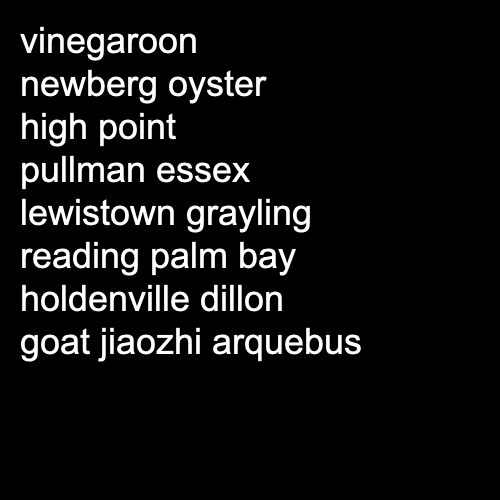 vinegaroon
newberg oyster
high point
pullman essex
lewistown grayling
reading palm bay
holdenville dillon
goat jiaozhi arquebus